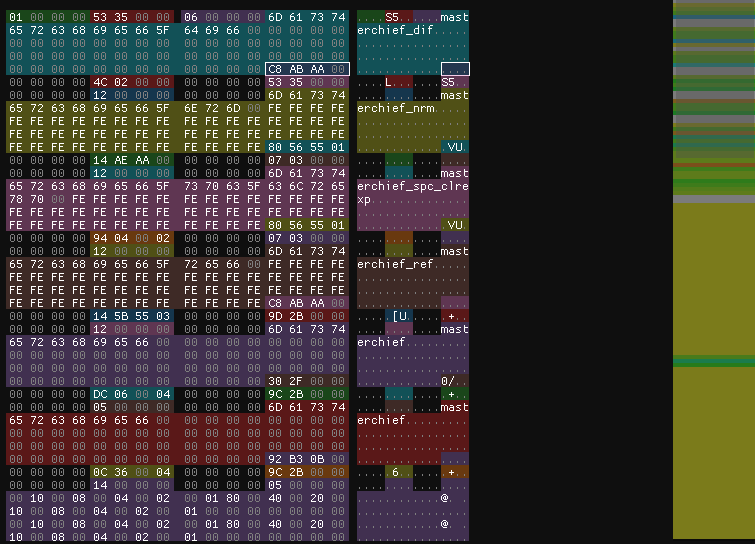 01 00 00 00 53 35 00 00 06 00 00 00 6D 61 73 74 ....S5......mast
65 72 63 68 69 65 66 5F 64 69 66 00 00 00 00 00 erchief_dif.....
00 00 00 00 00 00 00 00 00 00 00 00 00 00 00 00 ................
00 00 00 00 00 00 00 00 00 00 00 00 00 00 00 00 ................
00 00 00 00 00 00 00 00 00 00 00 00 C8 AB AA 00 ................
00 00 00 00 4C 02 00 00 00 00 00 00 53 35 00 00 ....L.......S5..
00 00 00 00 12 00 00 00 00 00 00 00 6D 61 73 74 ............mast
65 72 63 68 69 65 66 5F 6E 72 6D 00 FE FE FE FE erchief_nrm.....
FE FE FE FE FE FE FE FE FE FE FE FE FE FE FE FE ................
FE FE FE FE FE FE FE FE FE FE FE FE FE FE FE FE ................
FE FE FE FE FE FE FE FE FE FE FE FE 80 56 55 01 .............VU.
00 00 00 00 14 AE AA 00 00 00 00 00 07 03 00 00 ................
00 00 00 00 12 00 00 00 00 00 00 00 6D 61 73 74 ............mast
65 72 63 68 69 65 66 5F 73 70 63 5F 63 6C 72 65 erchief_spc_clre
78 70 00 FE FE FE FE FE FE FE FE FE FE FE FE FE xp..............
FE FE FE FE FE FE FE FE FE FE FE FE FE FE FE FE ................
FE FE FE FE FE FE FE FE FE FE FE FE 80 56 55 01 .............VU.
00 00 00 00 94 04 00 02 00 00 00 00 07 03 00 00 ................
00 00 00 00 12 00 00 00 00 00 00 00 6D 61 73 74 ............mast
65 72 63 68 69 65 66 5F 72 65 66 00 FE FE FE FE erchief_ref.....
FE FE FE FE FE FE FE FE FE FE FE FE FE FE FE FE ................
FE FE FE FE FE FE FE FE FE FE FE FE FE FE FE FE ................
FE FE FE FE FE FE FE FE FE FE FE FE C8 AB AA 00 ................
00 00 00 00 14 5B 55 03 00 00 00 00 9D 2B 00 00 .....[U......+..
00 00 00 00 12 00 00 00 00 00 00 00 6D 61 73 74 ............mast
65 72 63 68 69 65 66 00 00 00 00 00 00 00 00 00 erchief.........
00 00 00 00 00 00 00 00 00 00 00 00 00 00 00 00 ................
00 00 00 00 00 00 00 00 00 00 00 00 00 00 00 00 ................
00 00 00 00 00 00 00 00 00 00 00 00 30 2F 00 00 ............0/..
00 00 00 00 DC 06 00 04 00 00 00 00 9C 2B 00 00 .............+..
00 00 00 00 05 00 00 00 00 00 00 00 6D 61 73 74 ............mast
65 72 63 68 69 65 66 00 00 00 00 00 00 00 00 00 erchief.........
00 00 00 00 00 00 00 00 00 00 00 00 00 00 00 00 ................
00 00 00 00 00 00 00 00 00 00 00 00 00 00 00 00 ................
00 00 00 00 00 00 00 00 00 00 00 00 92 B3 0B 00 ................
00 00 00 00 0C 36 00 04 00 00 00 00 9C 2B 00 00 .....6.......+..
00 00 00 00 14 00 00 00 00 00 00 00 05 00 00 00 ................
00 10 00 08 00 04 00 02 00 01 80 00 40 00 20 00 ............@. .
10 00 08 00 04 00 02 00 01 00 00 00 00 00 00 00 ................
00 10 00 08 00 04 00 02 00 01 80 00 40 00 20 00 ............@. .
10 00 08 00 04 00 02 00 01 00 00 00 00 00 00 00 ................